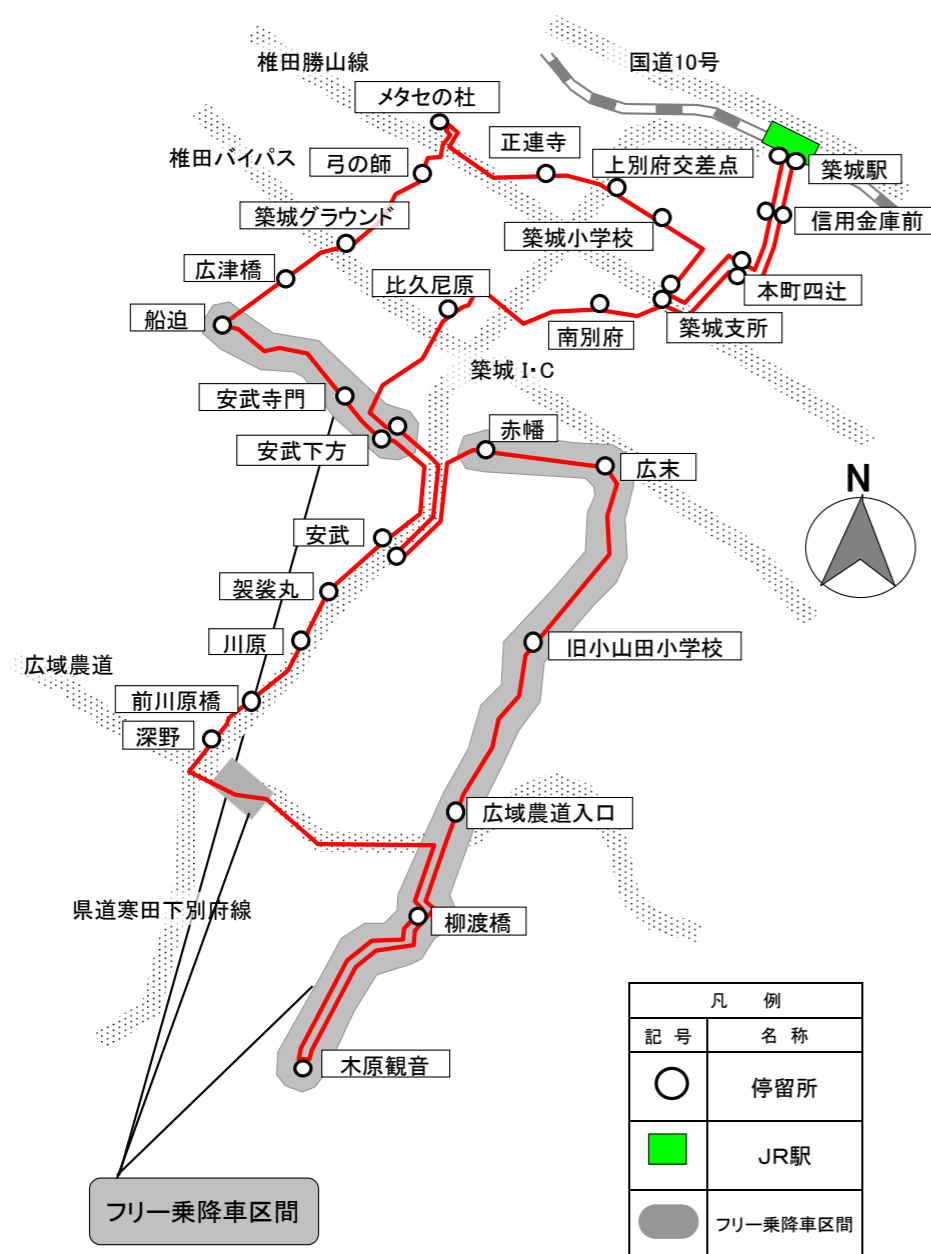 国道10号
椎田勝山線
メタセの杜
正連寺
椎田バイパス
弓の師
上別府交差点
築城駅
築城グラウンド
築城小学校
信用金庫前
広津橋
比久尼原
本町四辻
船迫
南別府
築城支所
築城 I・C
安武寺門
赤幡
安武下方
広末
N
安武
袈裟丸
川原
旧小山田小学校
広域農道
前川原橋
深野
広域農道入口
県道寒田下別府線
柳渡橋
木原観音
フリー乗降車区間
凡 例
記 号 名 称
停留所
JR駅
フリー乗降車区間